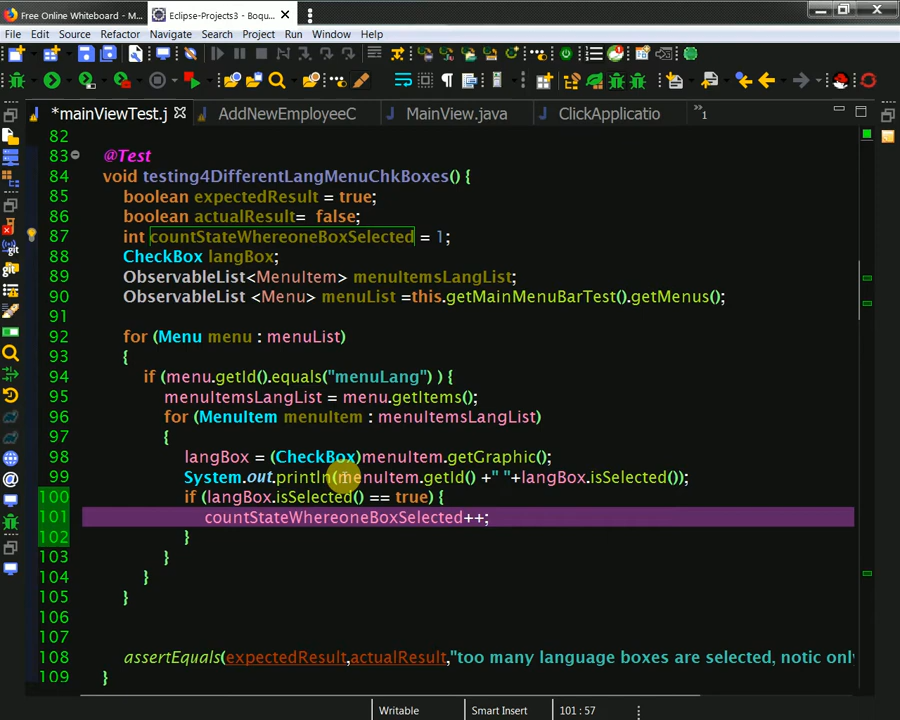 Free Online Whiteboard - M...
Eclipse-Projects3 - Boqu...
File Edit Source Refactor Navigate Search Project Run Window Help
*mainViewTest.j
AddNewEmployeeC
MainView.java
ClickApplicatio
1
82
83 @Test
84 void testing4DifferentLangMenuChkBoxes() {
85 boolean expectedResult = true;
86 boolean actualResult= false;
87 int countStateWhereoneBoxSelected = 1;
88 CheckBox langBox;
89 ObservableList<MenuItem> menuItemsLangList;
90 ObservableList <Menu> menuList =this.getMainMenuBarTest().getMenus();
91
92 for (Menu menu : menuList)
93 {
94 if (menu.getId().equals("menuLang") ) {
95 menuItemsLangList = menu.getItems();
96 for (MenuItem menuItem : menuItemsLangList)
97 {
98 langBox = (CheckBox)menuItem.getGraphic();
99 System.out.println(menuItem.getId() +" "+langBox.isSelected());
100 if (langBox.isSelected() == true) {
101 countStateWhereoneBoxSelected++;
102 }
103 }
104 }
105 }
106
107
108 assertEquals(expectedResult,actualResult,"too many language boxes are selected, notic only
109 }
Writable
Smart Insert
101 : 57